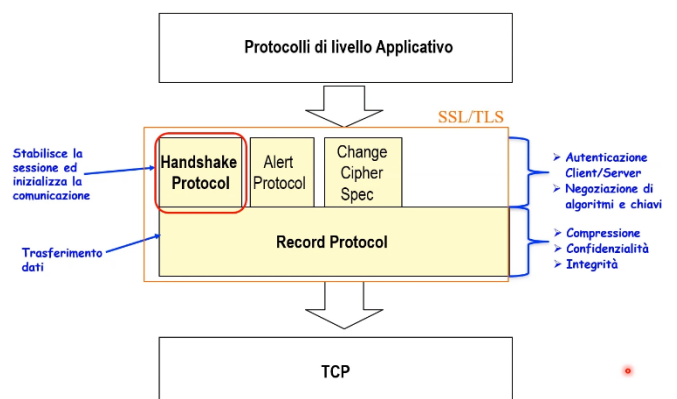 Protocolli di livello Applicativo
SSL/TLS
Stabilisce la
sessione ed
inizializza la
comunicazione
Handshake
Protocol
Alert
Protocol
Change
Cipher
Spec
➢ Autenticazione
Client/Server
➢ Negoziazione di
algoritmi e chiavi
Trasferimento
dati
Record Protocol
➢ Compressione
➢ Confidenzialità
➢ Integrità
TCP